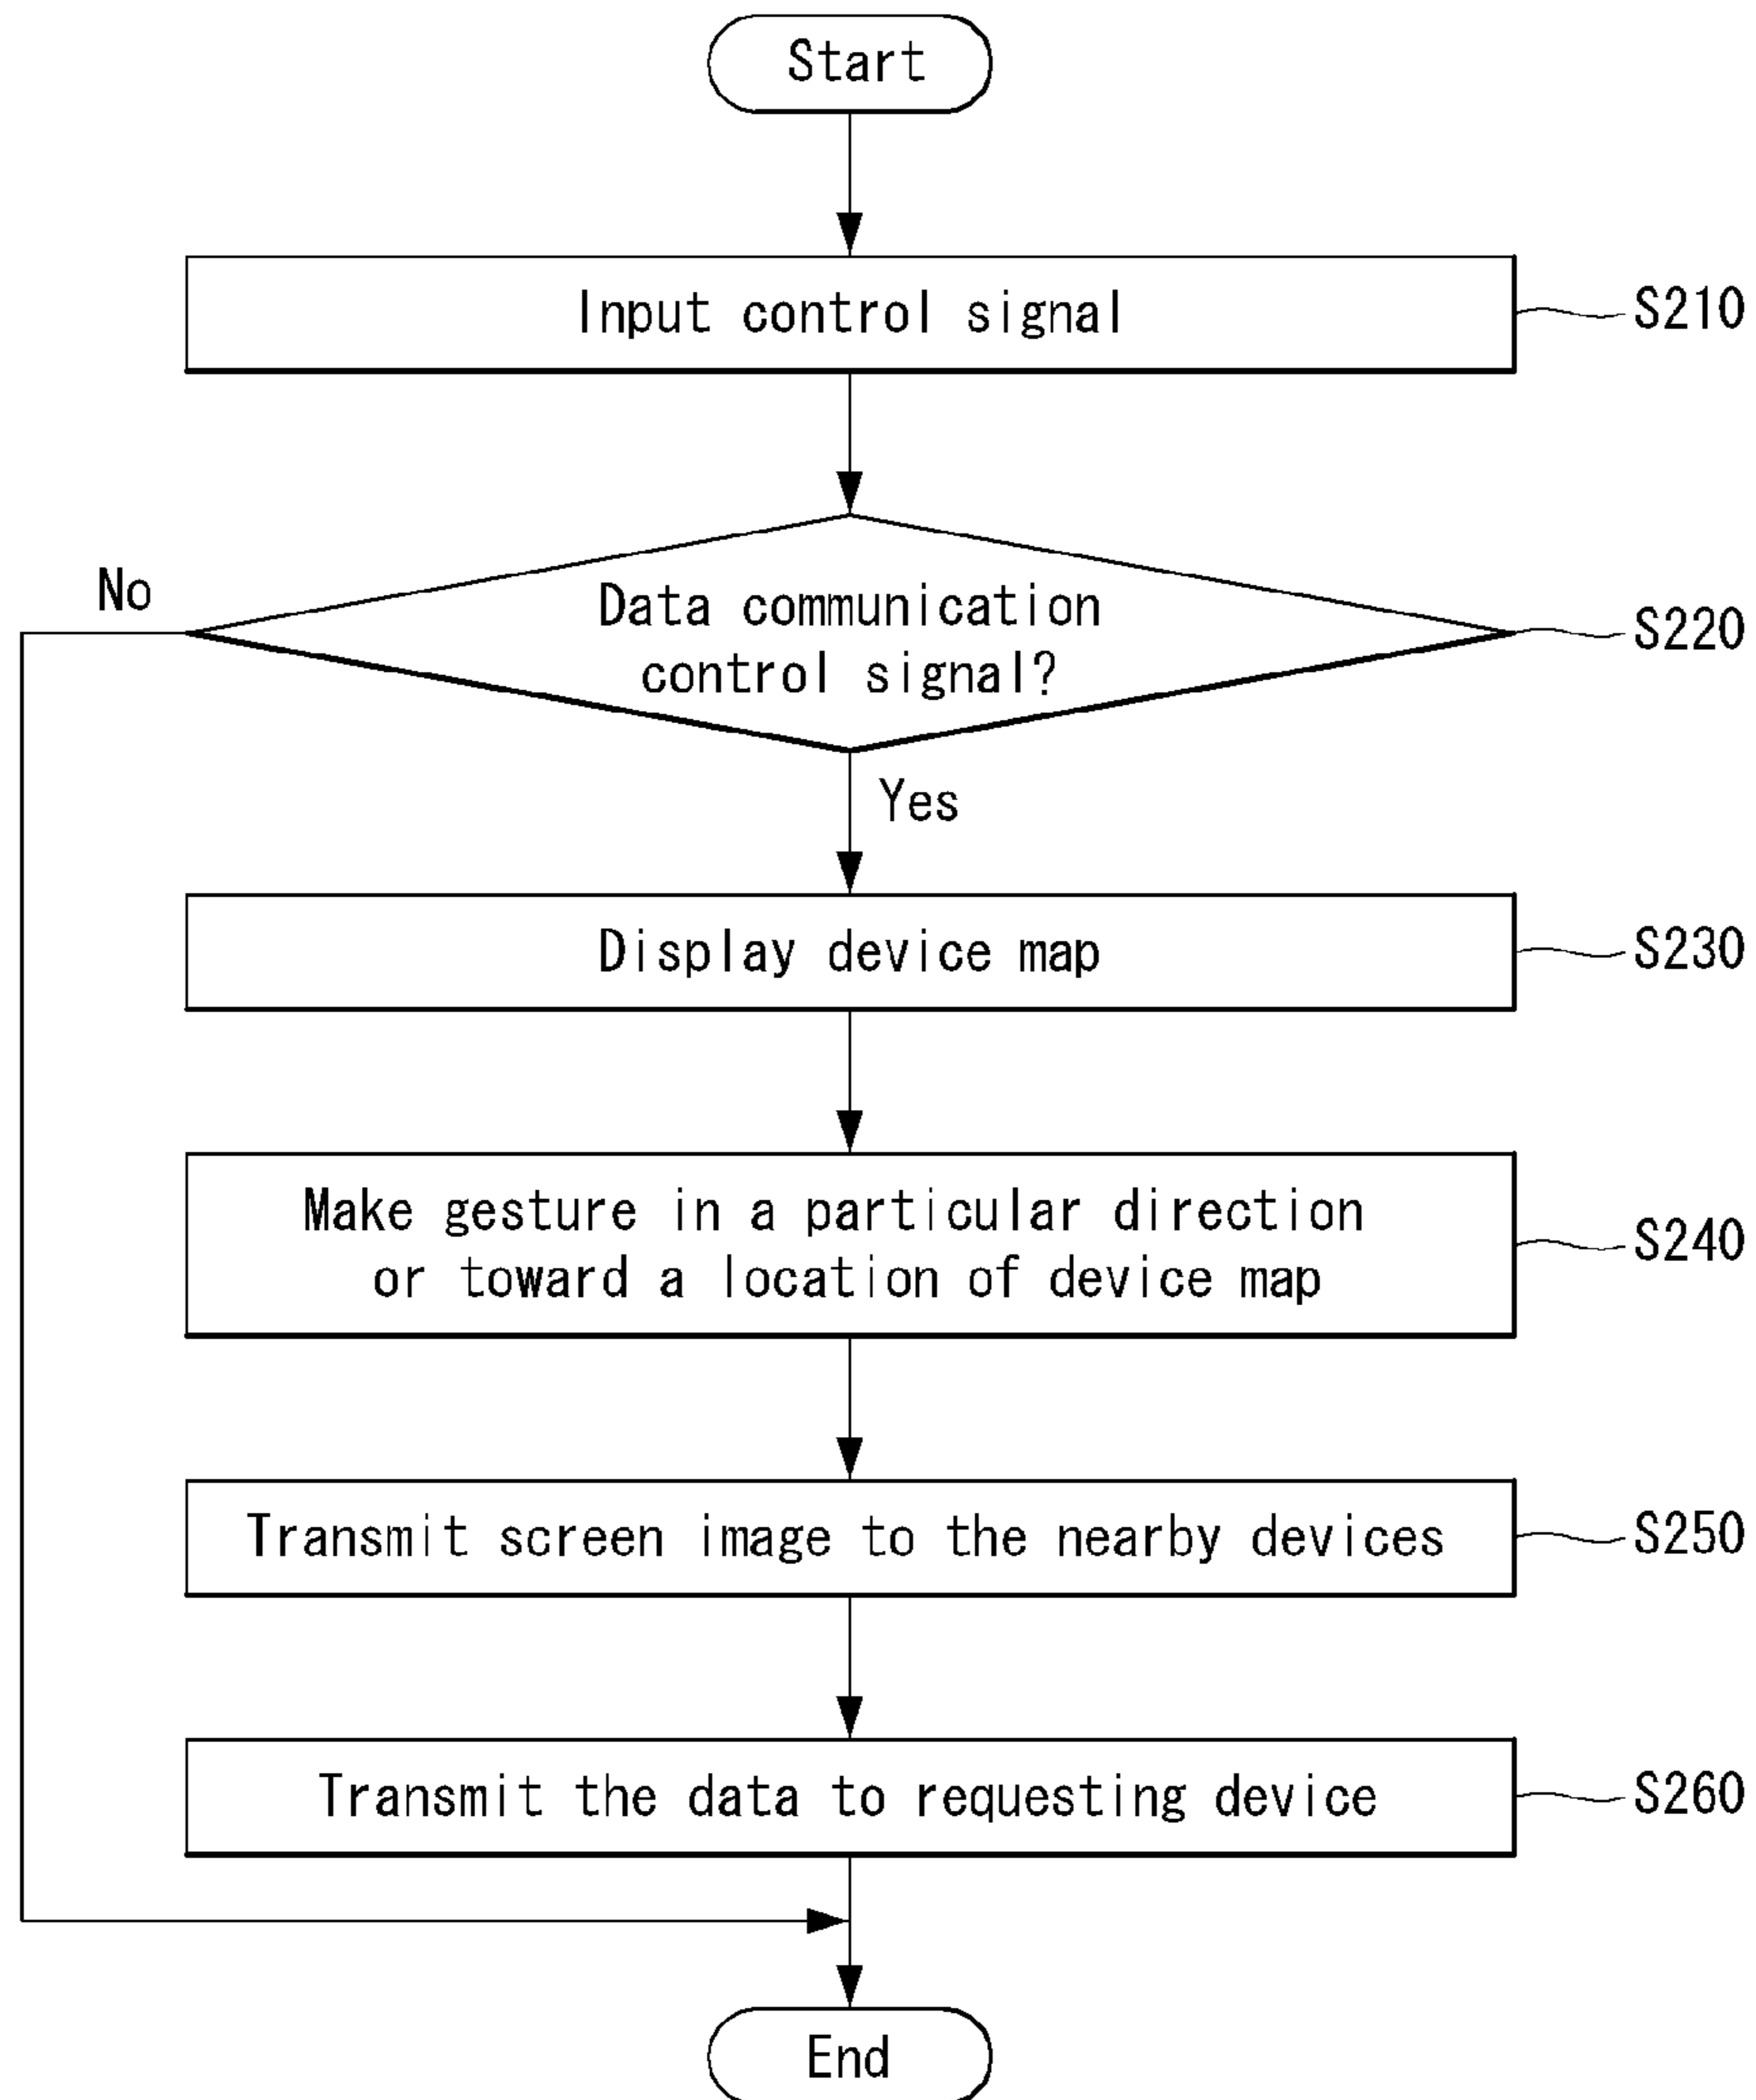 Start
Input control signal
S210
No
Data communication
control signal?
S220
Yes
Display device map
S230
Make gesture in a particular direction
or toward a location of device map
S240
Transmit screen image to the nearby devices
S250
Transmit the data to requesting device
S260
End